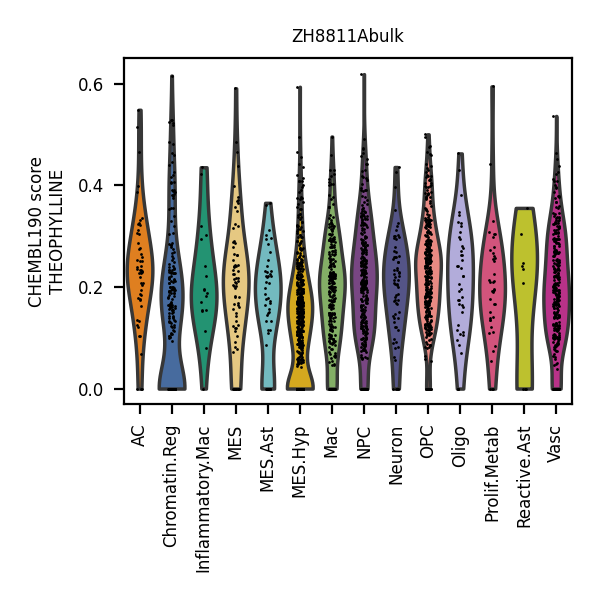 ZH8811Abulk
CHEMBL190 score
THEOPHYLLINE
0.6
0.4
0.2
0.0
AC
Chromatin.Reg
Inflammatory.Mac
MES
MES.Ast
MES.Hyp
Mac
NPC
Neuron
OPC
Oligo
Prolif.Metab
Reactive.Ast
Vasc